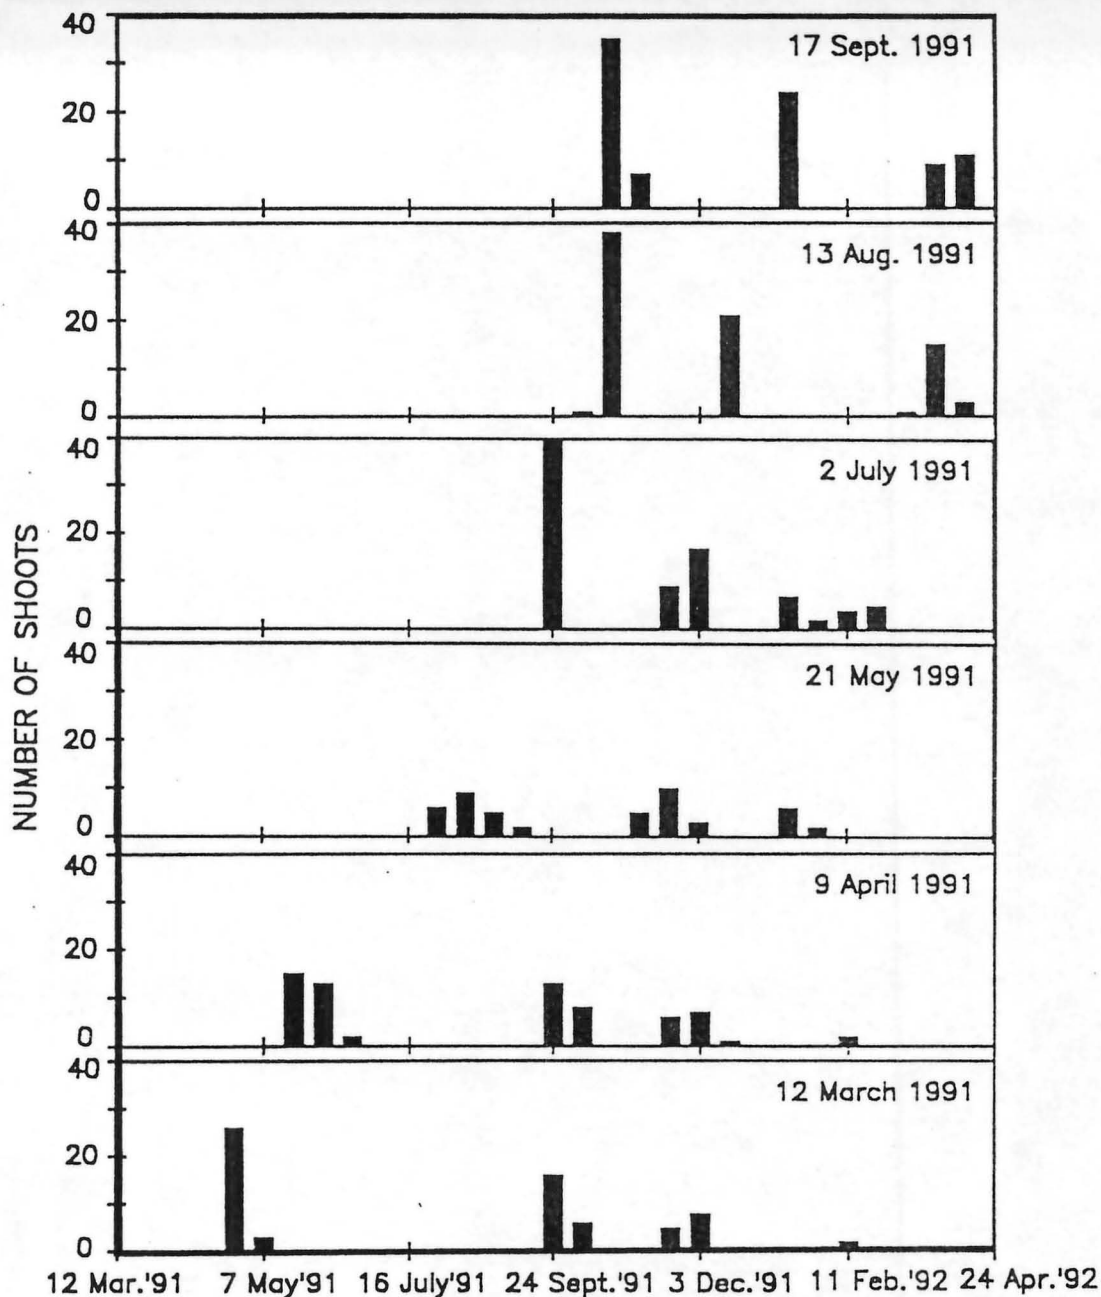 40
17 Sept. 1991
20
0
40
13 Aug. 1991
20
0
40
2 July 1991
20
0
40
21 May 1991
20
0
40
9 April 1991
20
0
40
12 March 1991
20
0
NUMBER OF SHOOTS
12 Mar.'91 7 May'91 16 July'91 24 Sept.'91 3 Dec.'91 11 Feb.'92 24 Apr.'92